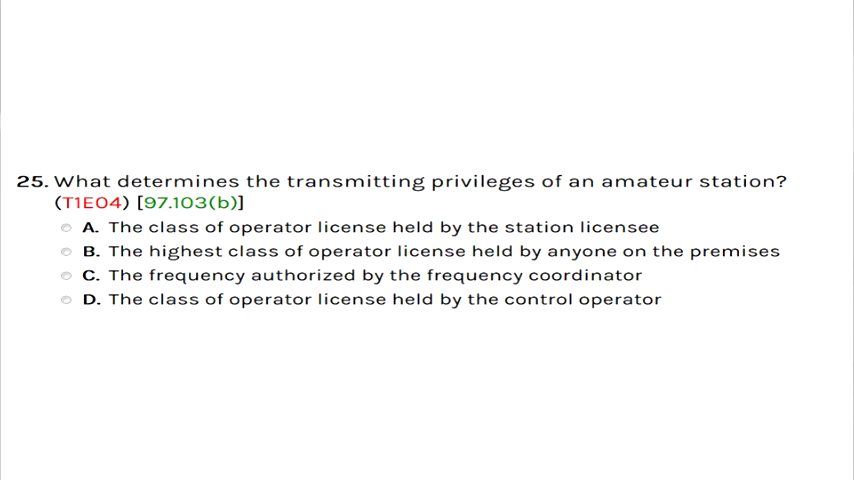 25. What determines the transmitting privileges of an amateur station?
(T1E04) [97.103(b)]
A. The class of operator license held by the station licensee
B. The highest class of operator license held by anyone on the premises
C. The frequency authorized by the frequency coordinator
D. The class of operator license held by the control operator